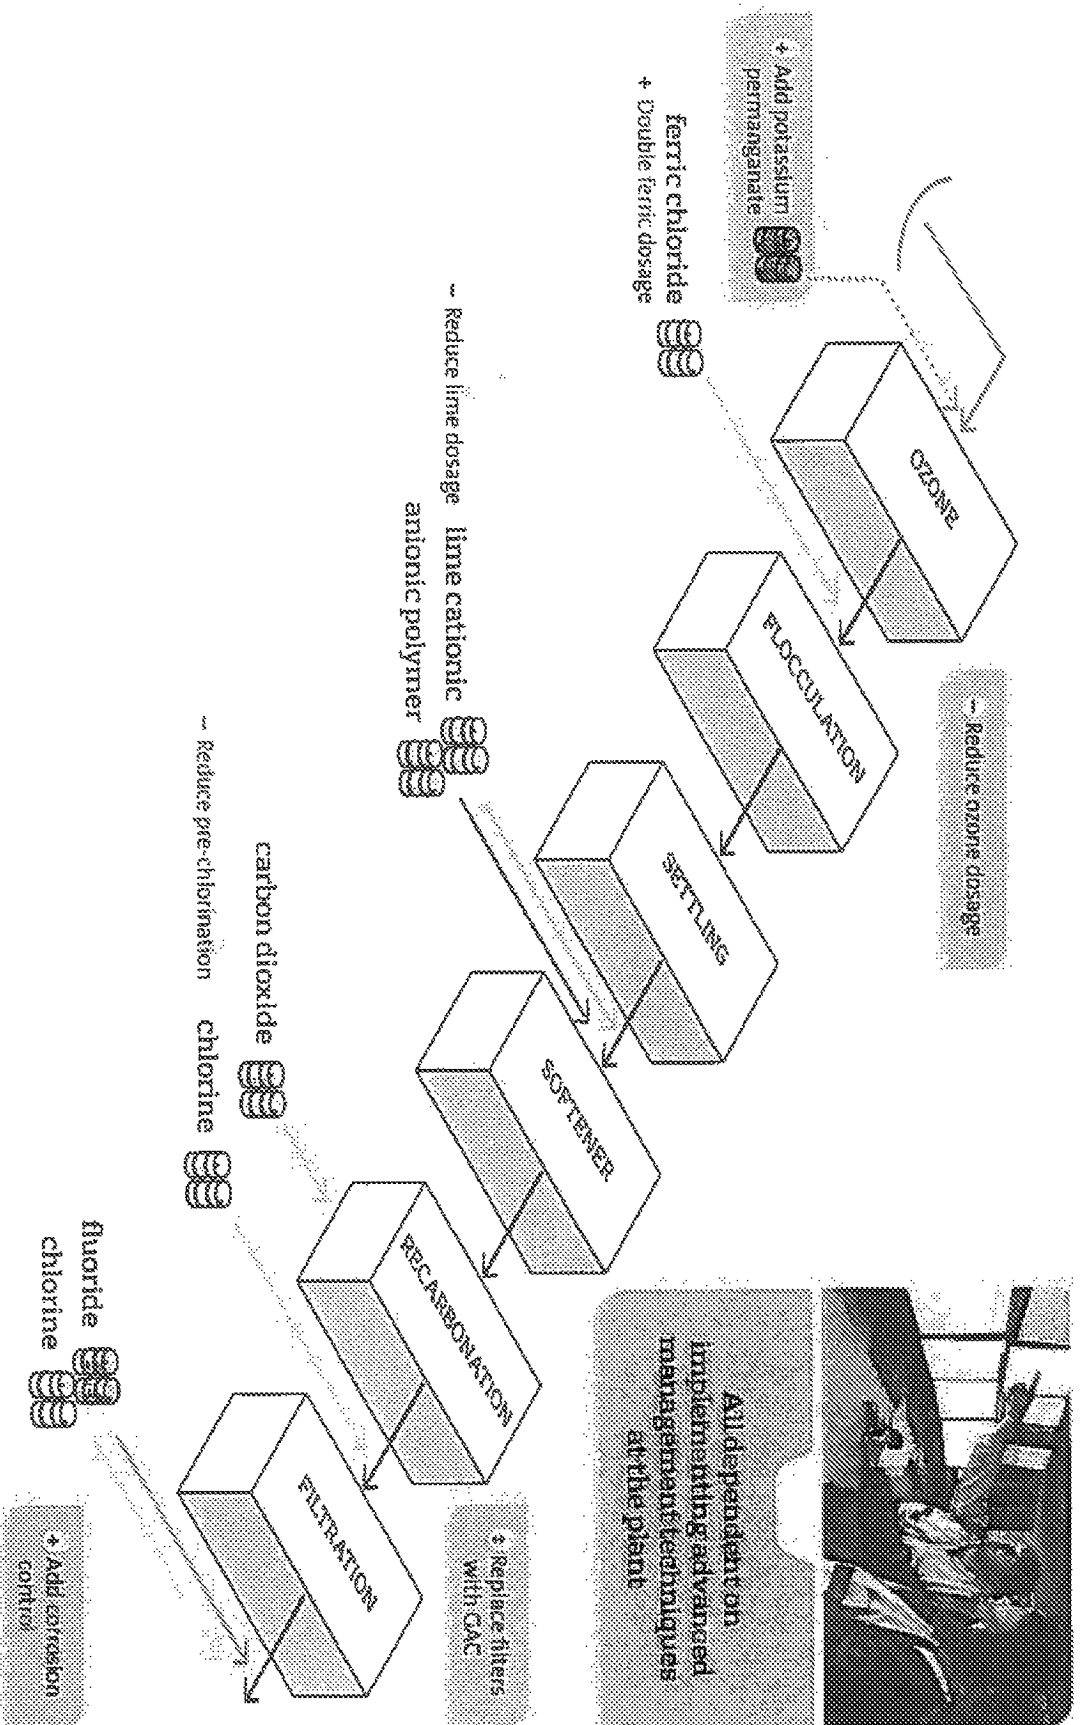 + Add potassium
permanganate
ferric chloride
+ Double ferric dosage
OZONE
− Reduce ozone dosage
FLOCCULATION
− Reduce lime dosage lime cationic
anionic polymer
SETTLING
SOFTENER
carbon dioxide
− Reduce pre-chlorination chlorine
RECARBONATION
fluoride
chlorine
FILTRATION
All dependent on
implementing advanced
management techniques
at the plant
± Replace filters
with GAC
+ Add corrosion
control